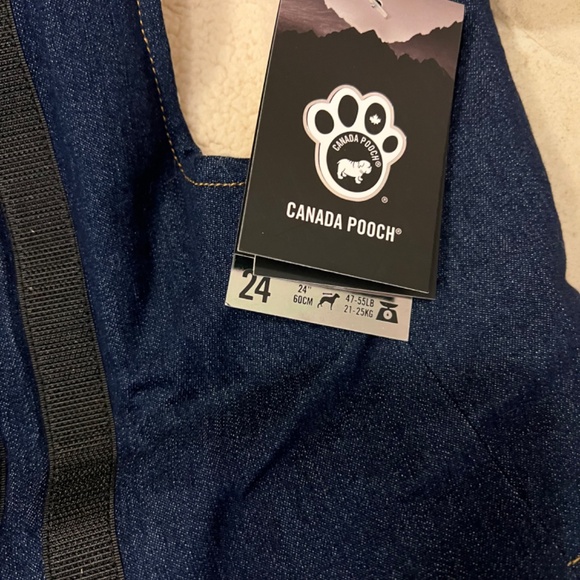 CANADA POOCH®
®
CANADA POOCH®
24
24"
60CM
47-55LB
21-25KG